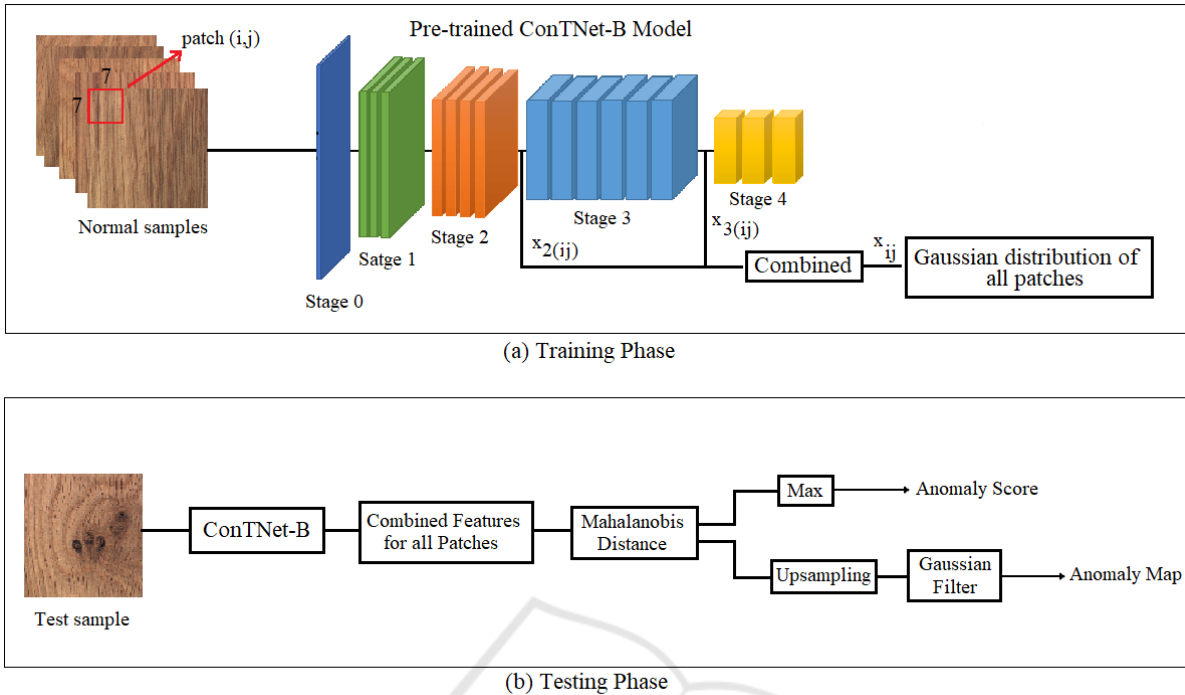 Pre-trained ConTNet-B Model
patch (i,j)
7
7
Normal samples
Stage 0
Satge 1
Stage 2
Stage 3
Stage 4
x2(ij)
x3(ij)
Combined
xij
Gaussian distribution of
all patches
(a) Training Phase
Test sample
ConTNet-B
Combined Features
for all Patches
Mahalanobis
Distance
Max
Anomaly Score
Upsampling
Gaussian
Filter
Anomaly Map
(b) Testing Phase